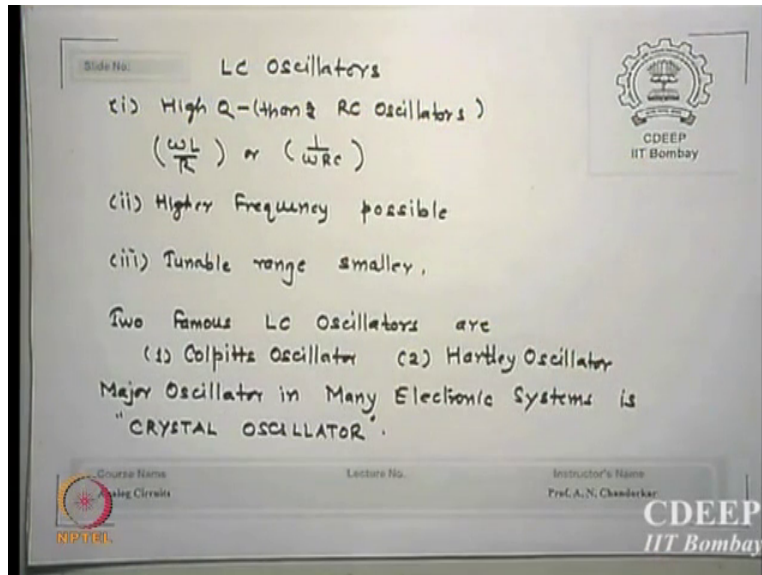 Slide No:
LC Oscillators
(i) High Q - (than RC Oscillators)
(ωL/R) or (1/ωRC)
(ii) Higher Frequency possible
(iii) Tunable range smaller.
Two Famous LC Oscillators are
(1) Colpitts Oscillator (2) Hartley Oscillator
Major Oscillator in Many Electronic Systems is
"CRYSTAL OSCILLATOR".
CDEEP
IIT Bombay
Course Name
Analog Circuits
Lecture No.
Instructor's Name
Prof. A. N. Chandorkar
NPTEL
CDEEP
IIT Bombay